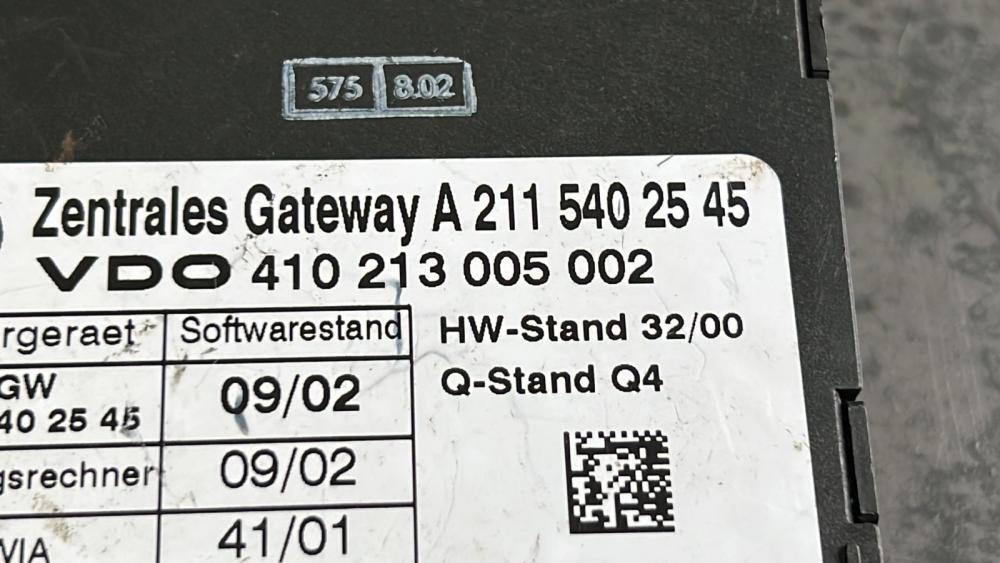 575 8.02
Zentrales Gateway A 211 540 25 45
VDO 410 213 005 002
rgeraet Softwarestand
HW-Stand 32/00
GW 09/02
Q-Stand Q4
40 25 45
gsrechner 09/02
VIA 41/01